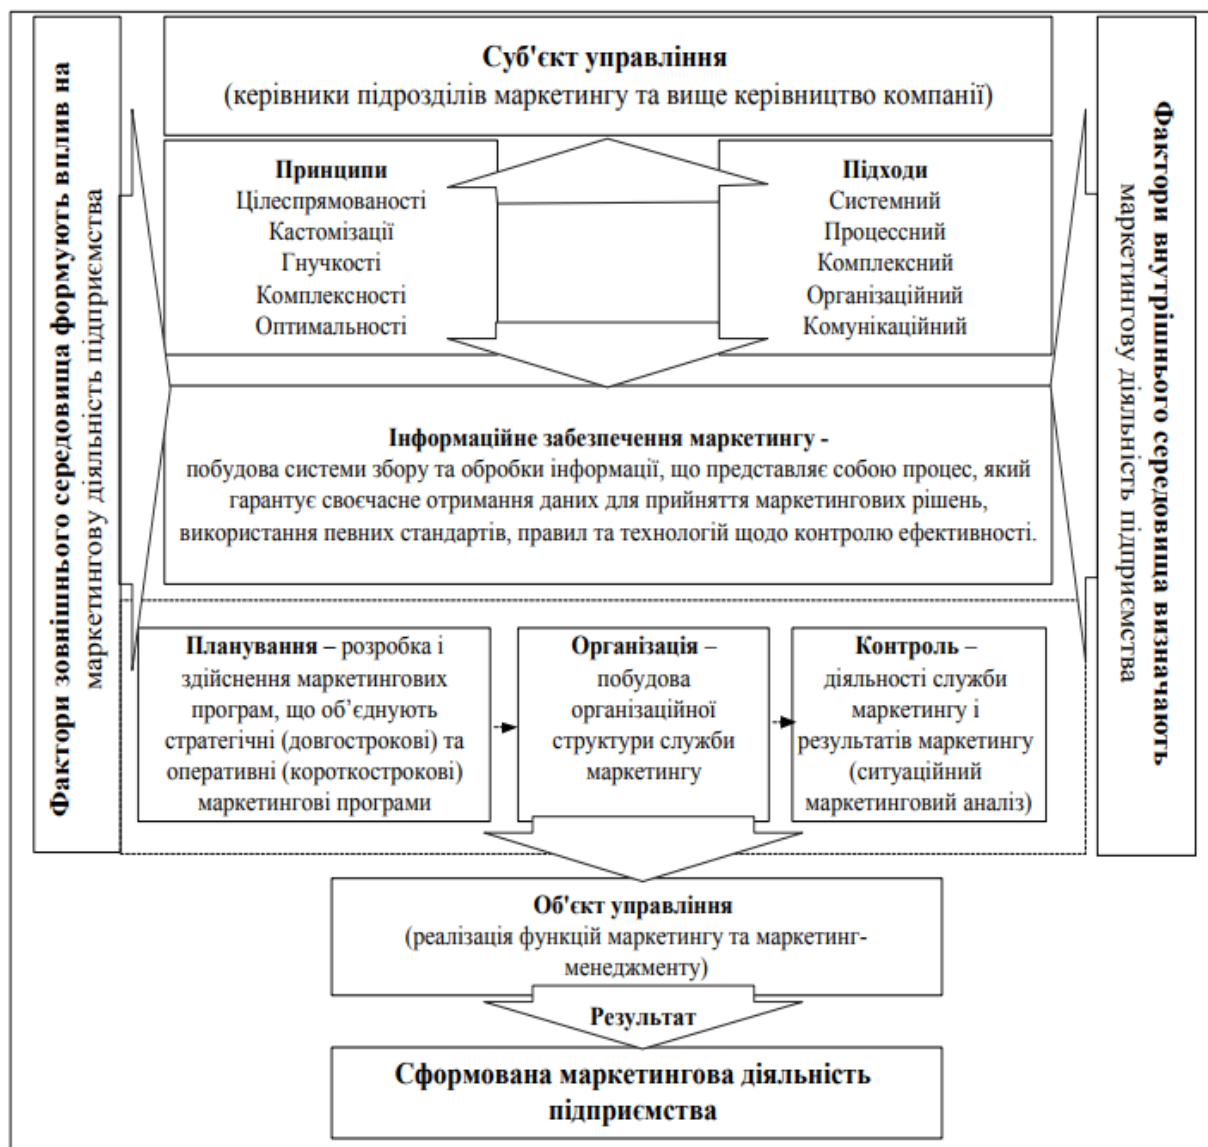 Фактори зовнішнього середовища формують вплив на
маркетингову діяльність підприємства
Суб'єкт управління
(керівники підрозділів маркетингу та вище керівництво компанії)
Принципи
Цілеспрямованості
Кастомізації
Гнучкості
Комплексності
Оптимальності
Підходи
Системний
Процессний
Комплексний
Організаційний
Комунікаційний
Інформаційне забезпечення маркетингу -
побудова системи збору та обробки інформації, що представляє собою процес, який
гарантує своєчасне отримання даних для прийняття маркетингових рішень,
використання певних стандартів, правил та технологій щодо контролю ефективності.
Планування – розробка і
здійснення маркетингових
програм, що об’єднують
стратегічні (довгострокові) та
оперативні (короткострокові)
маркетингові програми
Організація –
побудова
організаційної
структури служби
маркетингу
Контроль –
діяльності служби
маркетингу і
результатів маркетингу
(ситуаційний
маркетинговий аналіз)
Об'єкт управління
(реалізація функцій маркетингу та маркетинг-
менеджменту)
Результат
Сформована маркетингова діяльність
підприємства
Фактори внутрішнього середовища визначають
маркетингову діяльність підприємства